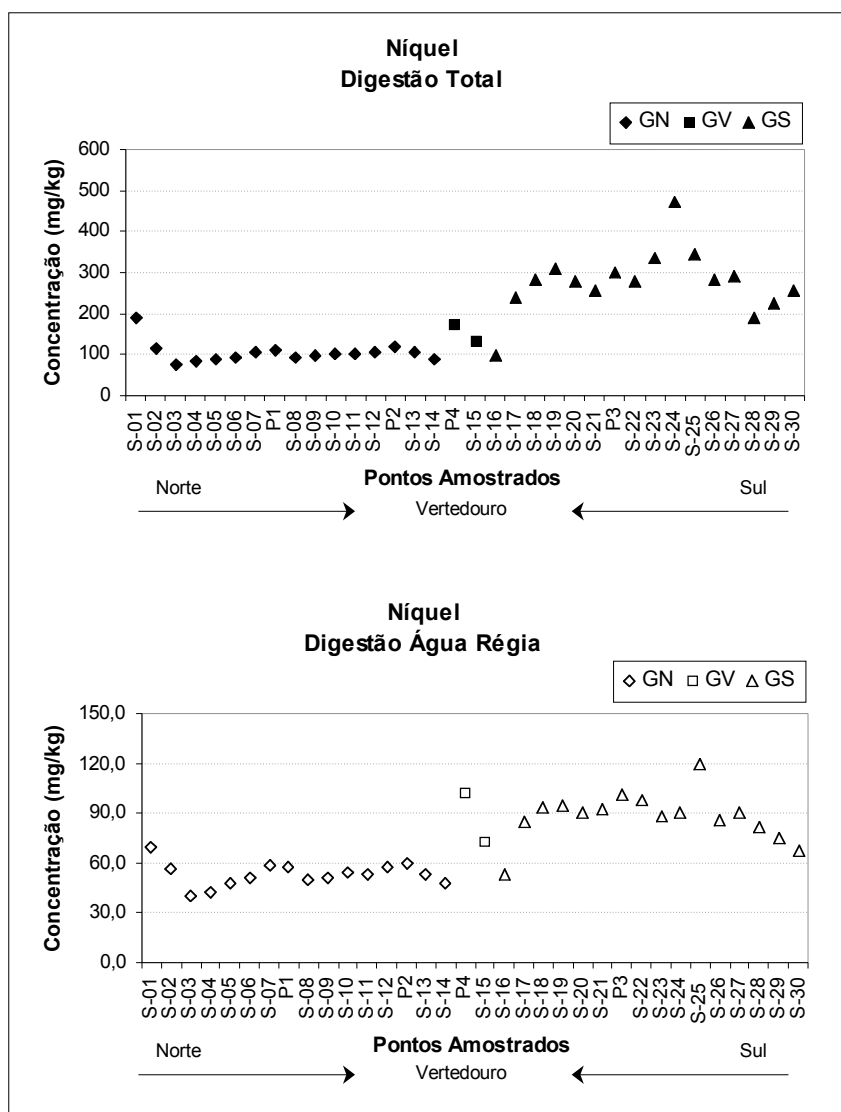 Níquel
Digestão Total
GN GV GS
600
500
400
300
200
100
0
Concentração (mg/kg)
S-01 S-02 S-03 S-04 S-05 S-06 S-07 P1 S-08 S-09 S-10 S-11 S-12 P2 S-13 S-14 P4 S-15 S-16 S-17 S-18 S-19 S-20 S-21 P3 S-22 S-23 S-24 S-25 S-26 S-27 S-28 S-29 S-30
Pontos Amostrados
Norte Vertedouro Sul
Níquel
Digestão Água Régia
GN GV GS
150,0
120,0
90,0
60,0
30,0
0,0
Concentração (mg/kg)
S-01 S-02 S-03 S-04 S-05 S-06 S-07 P1 S-08 S-09 S-10 S-11 S-12 P2 S-13 S-14 P4 S-15 S-16 S-17 S-18 S-19 S-20 S-21 P3 S-22 S-23 S-24 S-25 S-26 S-27 S-28 S-29 S-30
Pontos Amostrados
Norte Vertedouro Sul